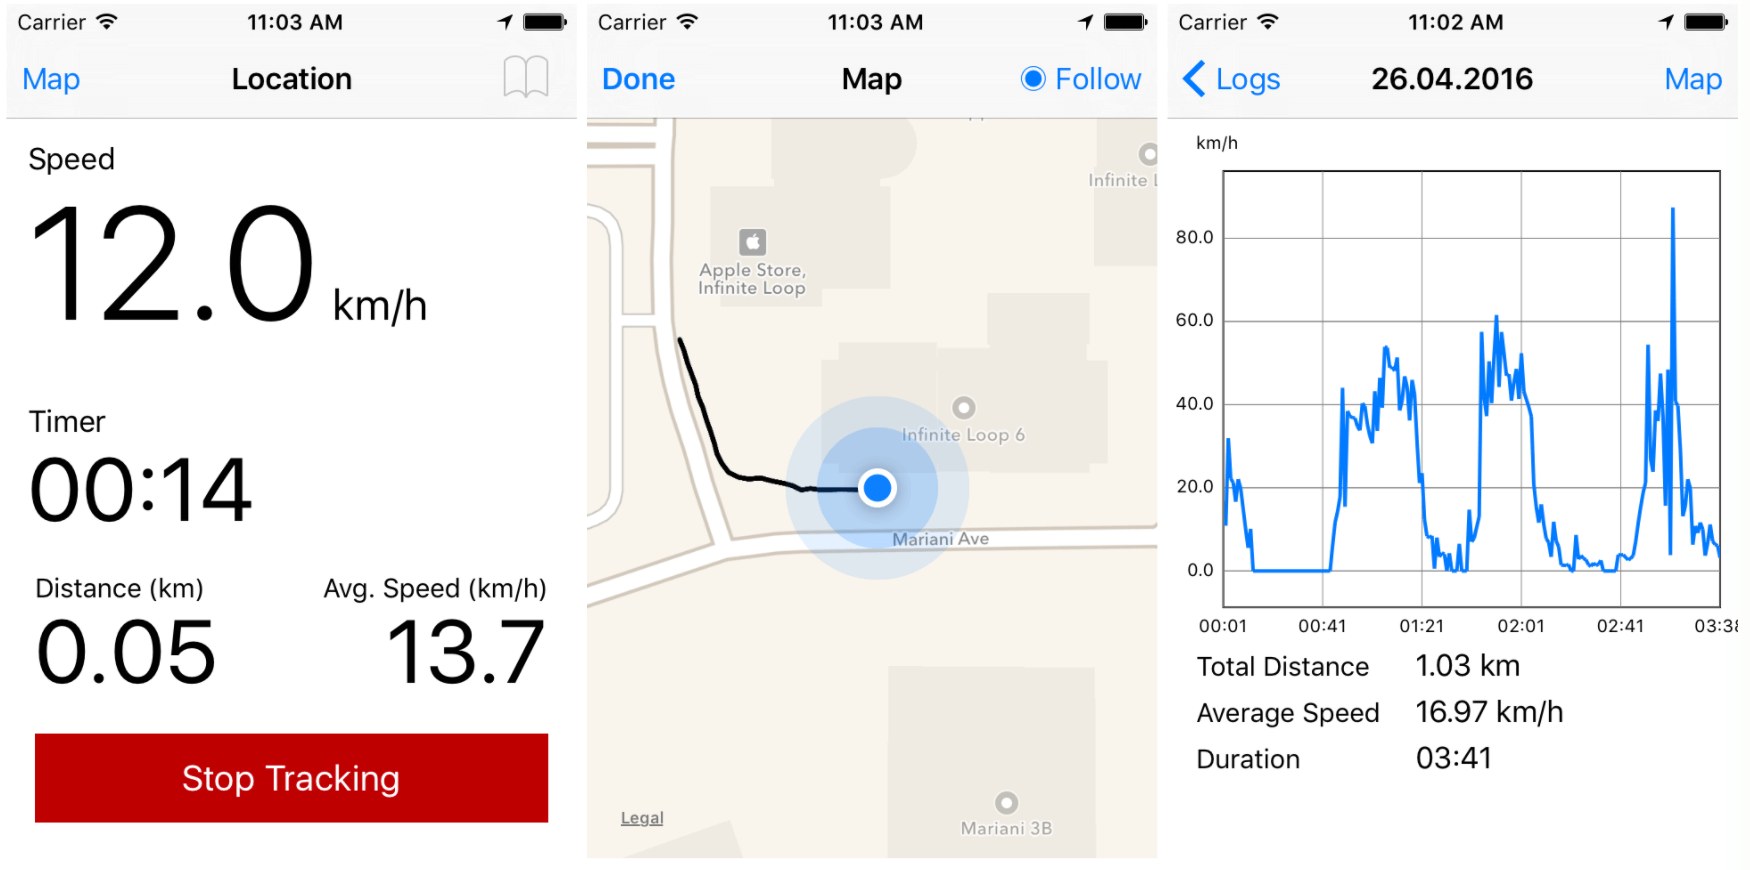 Carrier 11:03 AM
Map Location
Speed
12.0 km/h
Timer
00:14
Distance (km) Avg. Speed (km/h)
0.05 13.7
Stop Tracking
Carrier 11:03 AM
Done Map Follow
Infinite L
Apple Store,
Infinite Loop
Infinite Loop 6
Mariani Ave
Legal
Mariani 3B
Carrier 11:02 AM
Logs 26.04.2016 Map
km/h
80.0
60.0
40.0
20.0
0.0
00:01 00:41 01:21 02:01 02:41 03:38
Total Distance 1.03 km
Average Speed 16.97 km/h
Duration 03:41